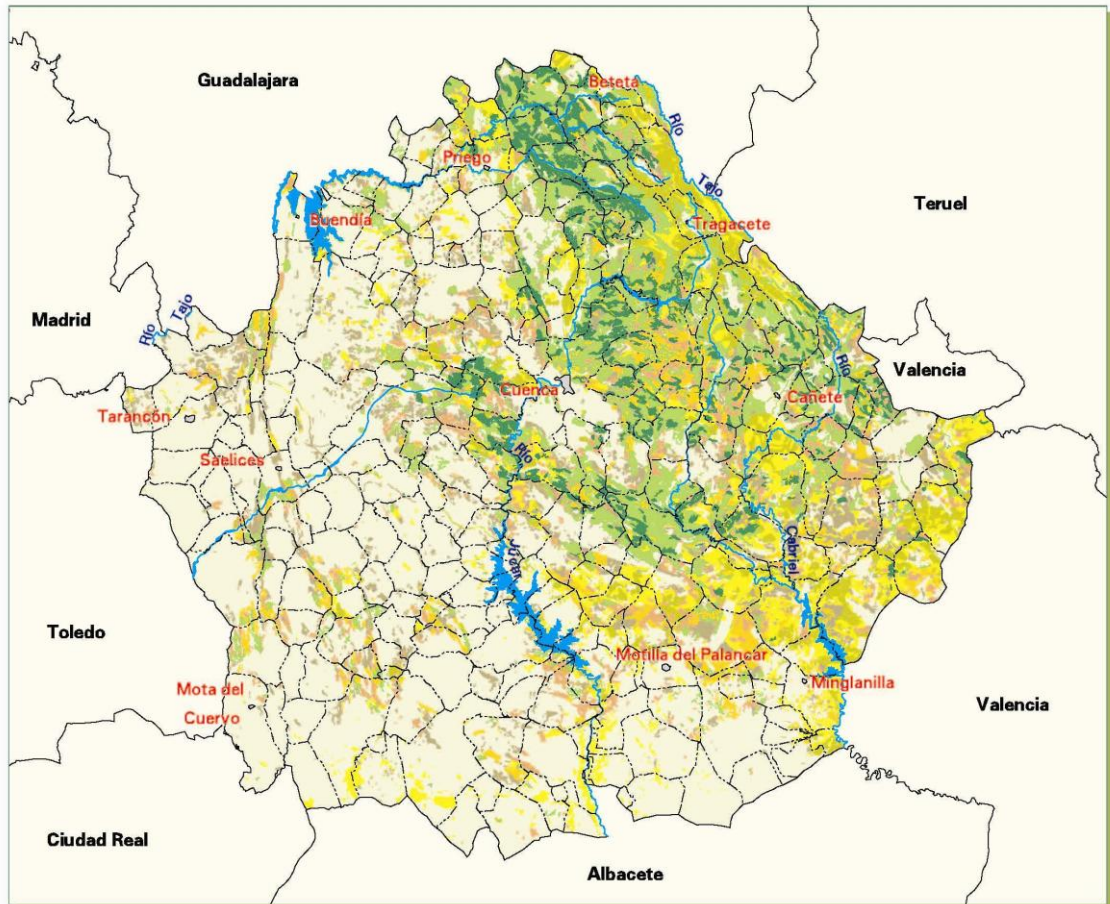 Guadalajara
Beteta
Río
Tajo
Priego
Teruel
Buendía
Tragacete
Madrid
Río Tajo
Río
Valencia
Cuenca
Cañete
Tarancón
Saelices
Río
Júcar
Cabriel
Toledo
Motilla del Palancar
Mota del
Cuervo
Minglanilla
Valencia
Ciudad Real
Albacete